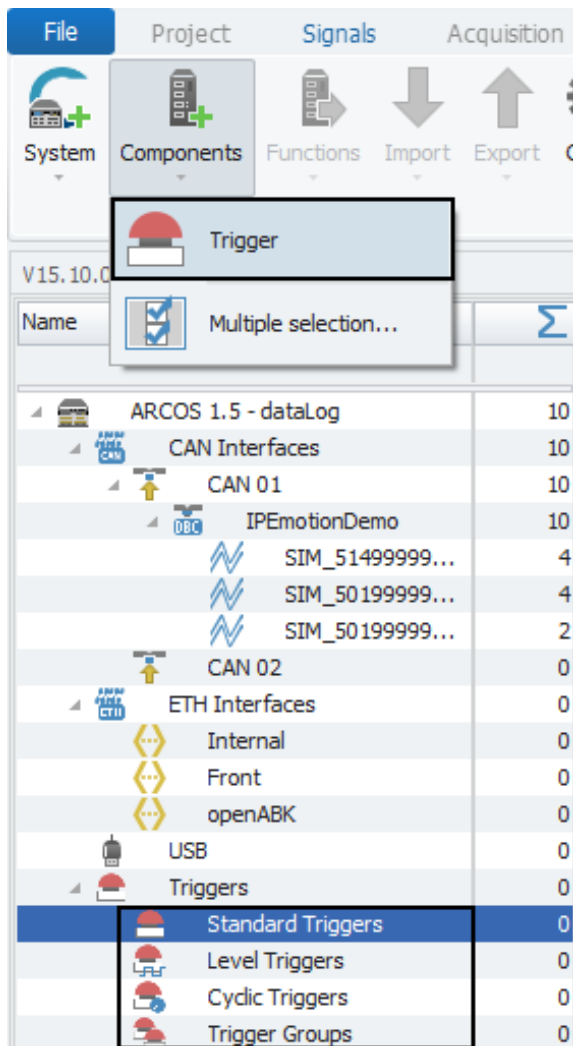 File Project Signals Acquisition
System Components Functions Import Export
Trigger
V15.10.0
Multiple selection...
Name Σ
ARCOS 1.5 - dataLog 10
CAN CAN Interfaces 10
CAN 01 10
DBC IPEmotionDemo 10
SIM_51499999... 4
SIM_50199999... 4
SIM_50199999... 2
CAN 02 0
ETH ETH Interfaces 0
Internal 0
Front 0
openABK 0
USB 0
Triggers 0
Standard Triggers 0
Level Triggers 0
Cyclic Triggers 0
Trigger Groups 0